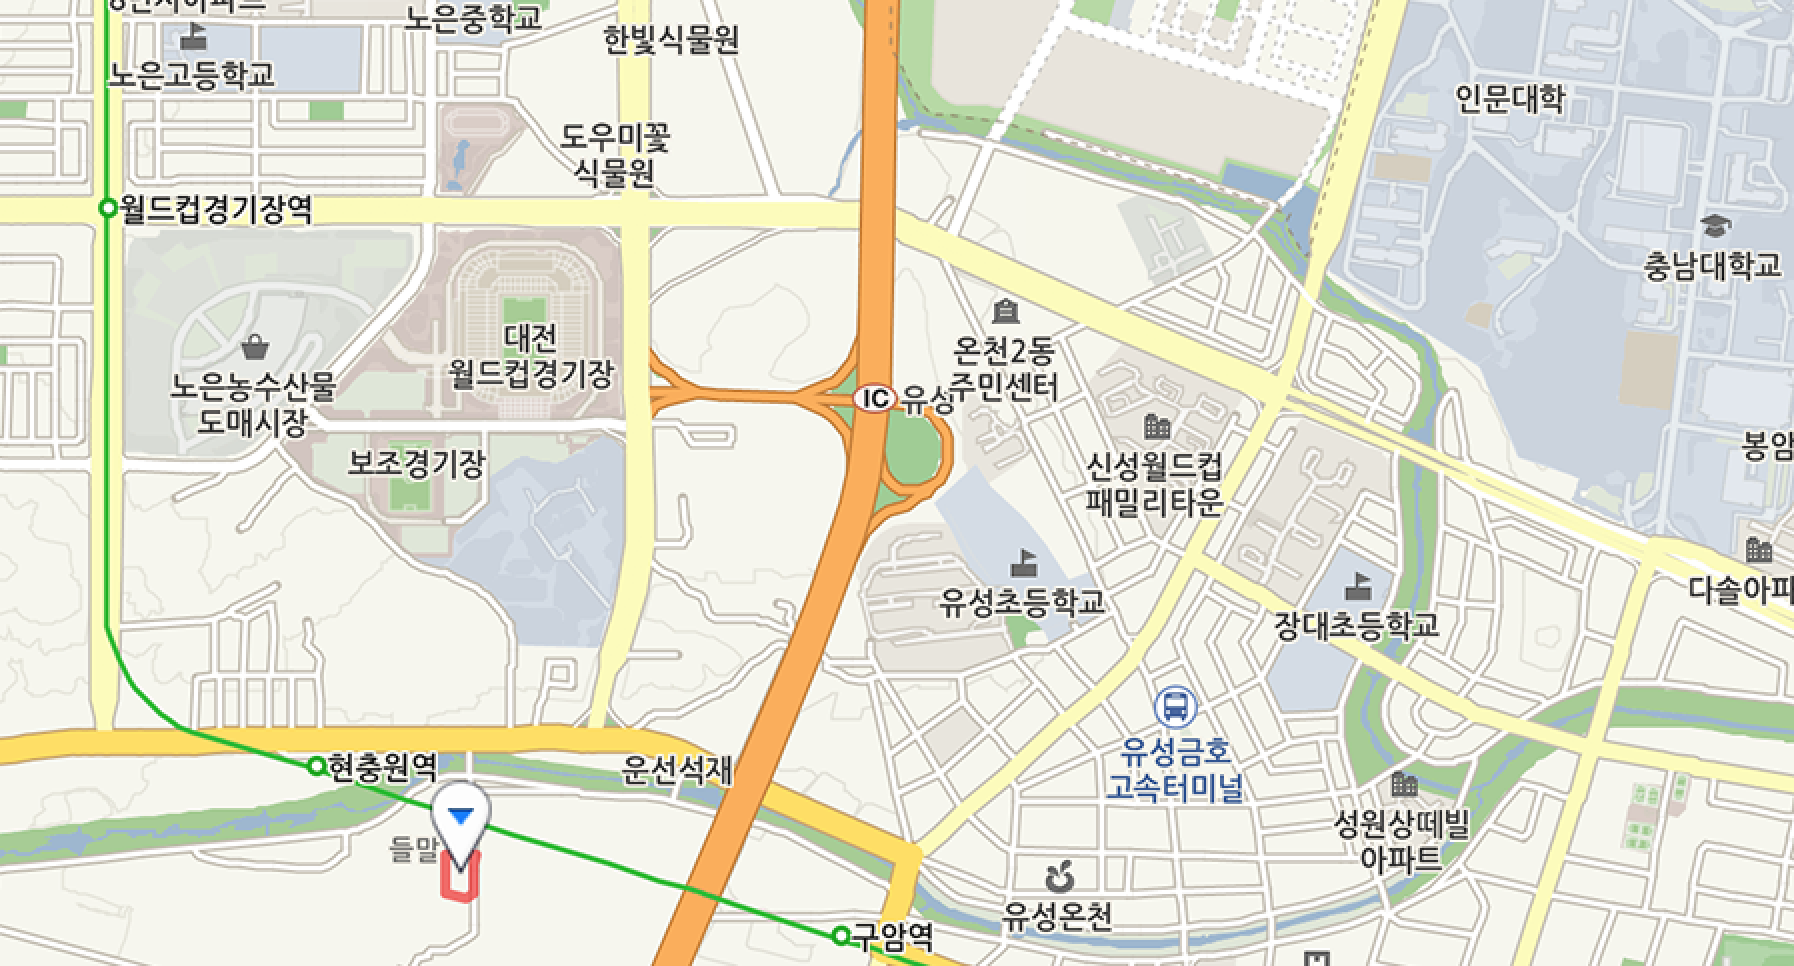 노은중학교
한빛식물원
노은고등학교
인문대학
도우미꽃
식물원
월드컵경기장역
충남대학교
대전
월드컵경기장
온천2동
주민센터
노은농수산물
도매시장
IC
유성
보조경기장
신성월드컵
패밀리타운
봉암
유성초등학교
장대초등학교
다솔아파
유성금호
고속터미널
현충원역
운선석재
들말
성원상떼빌
아파트
유성온천
구암역